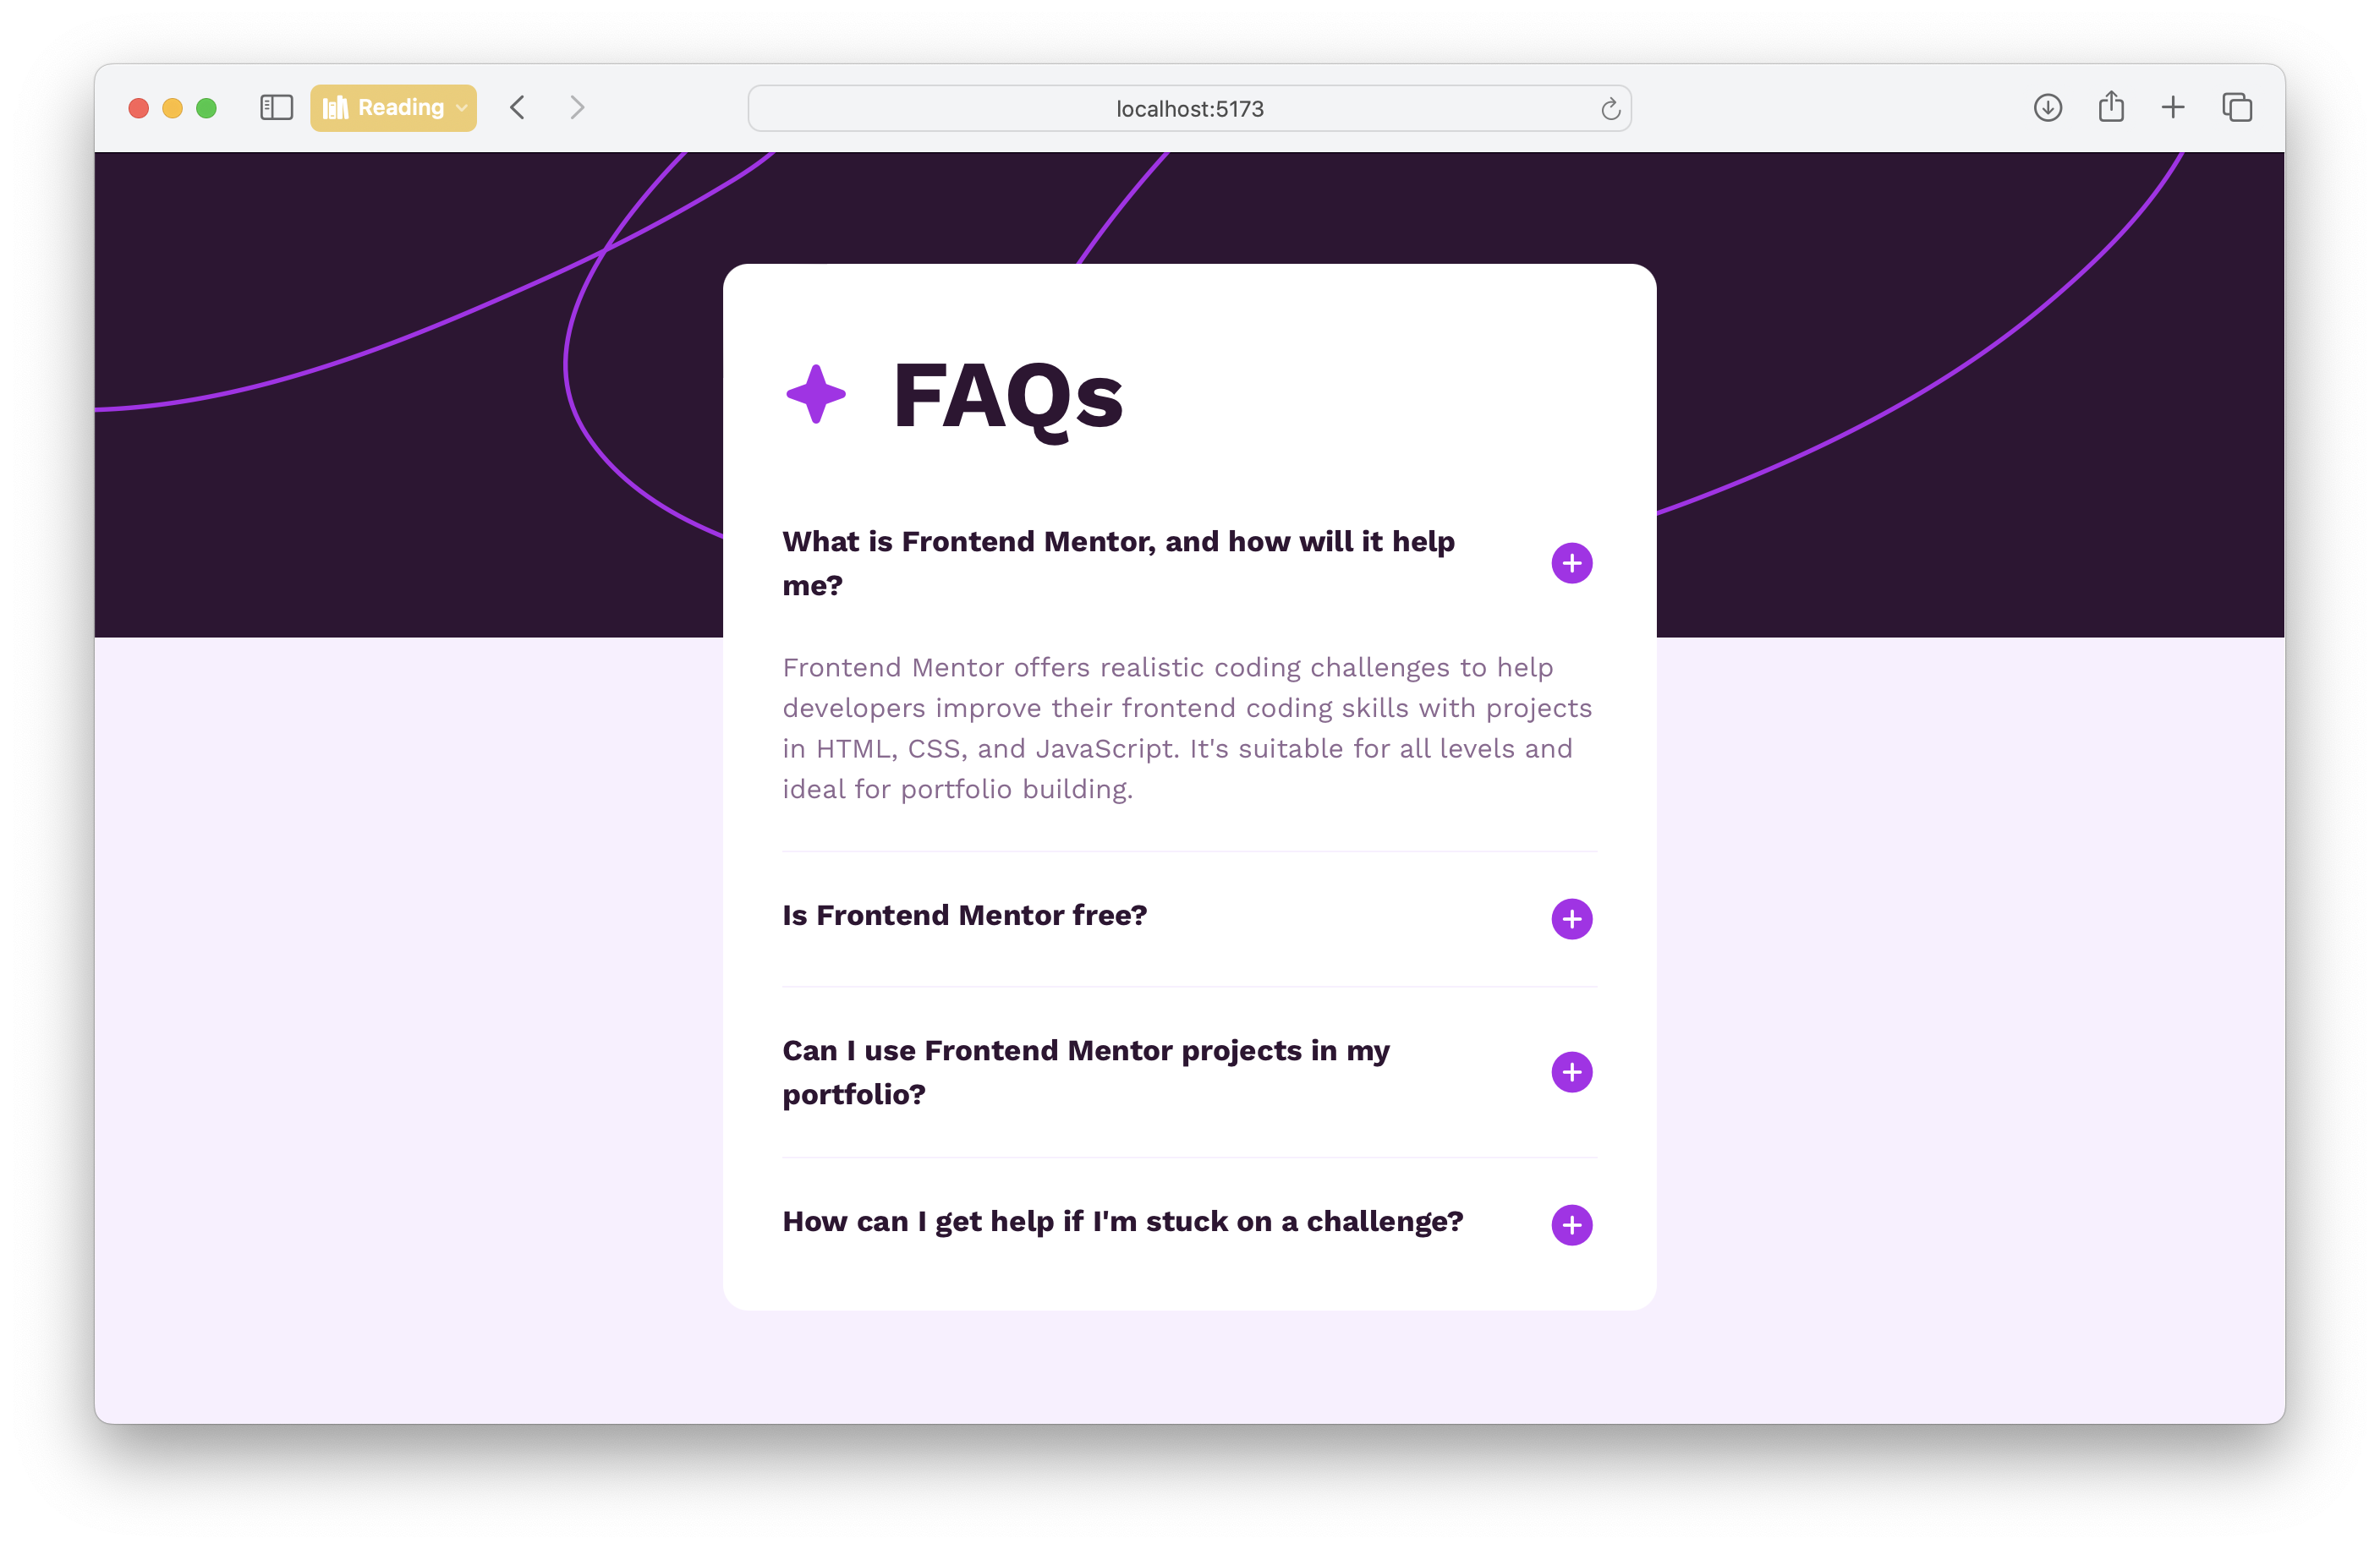 Reading
localhost:5173
FAQs
What is Frontend Mentor, and how will it help
me?
Frontend Mentor offers realistic coding challenges to help
developers improve their frontend coding skills with projects
in HTML, CSS, and JavaScript. It's suitable for all levels and
ideal for portfolio building.
Is Frontend Mentor free?
Can I use Frontend Mentor projects in my
portfolio?
How can I get help if I'm stuck on a challenge?